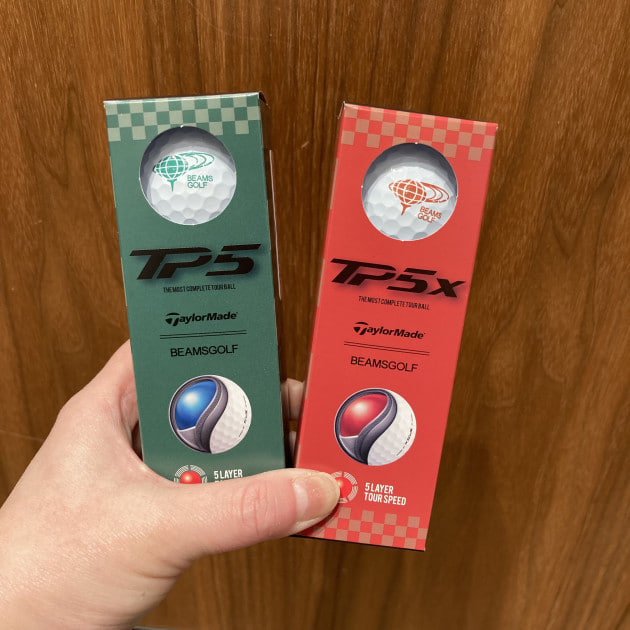 BEAMS
GOLF
TP5
THE MOST COMPLETE TOUR BALL
TaylorMade
BEAMSGOLF
5 LAYER
BEAMS
GOLF
TP5x
THE MOST COMPLETE TOUR BALL
TaylorMade
BEAMSGOLF
5 LAYER
TOUR SPEED